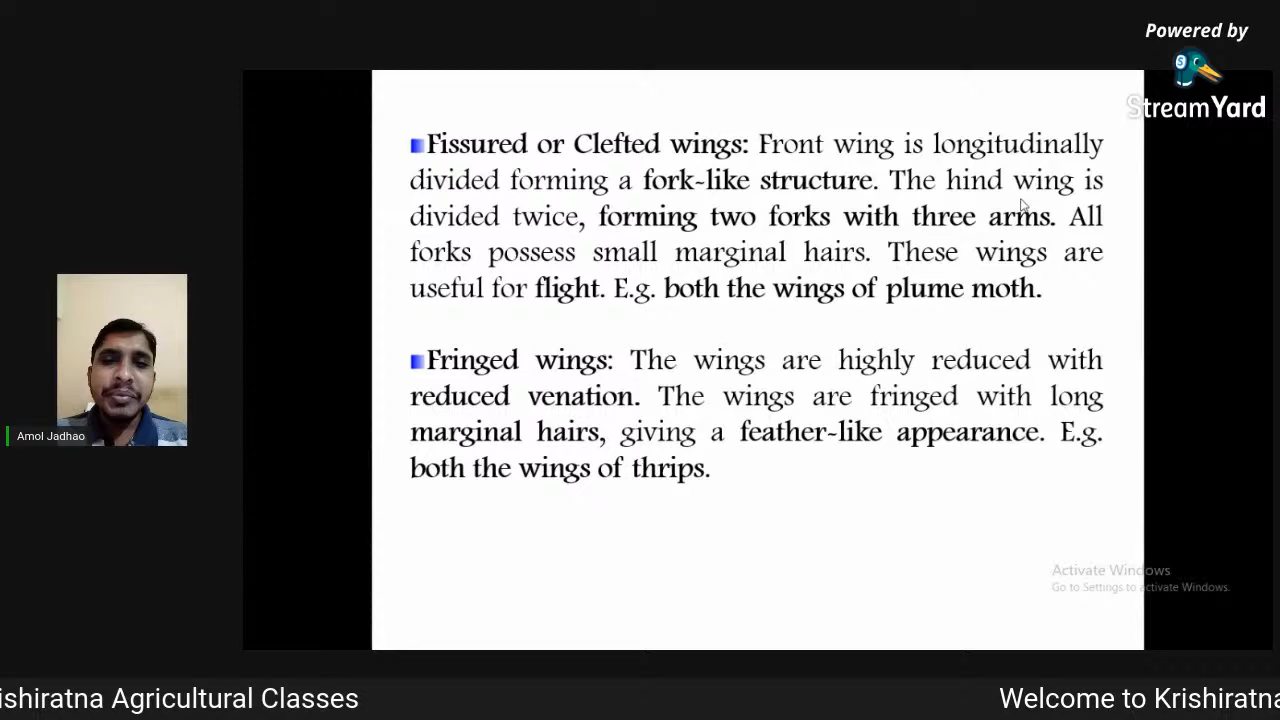 Powered by
StreamYard
Fissured or Clefted wings: Front wing is longitudinally
divided forming a fork-like structure. The hind wing is
divided twice, forming two forks with three arms. All
forks possess small marginal hairs. These wings are
useful for flight. E.g. both the wings of plume moth.
Fringed wings: The wings are highly reduced with
reduced venation. The wings are fringed with long
marginal hairs, giving a feather-like appearance. E.g.
both the wings of thrips.
Amol Jadhao
Activate Windows
Go to Settings to activate Windows.
ishiratna Agricultural Classes
Welcome to Krishiratna